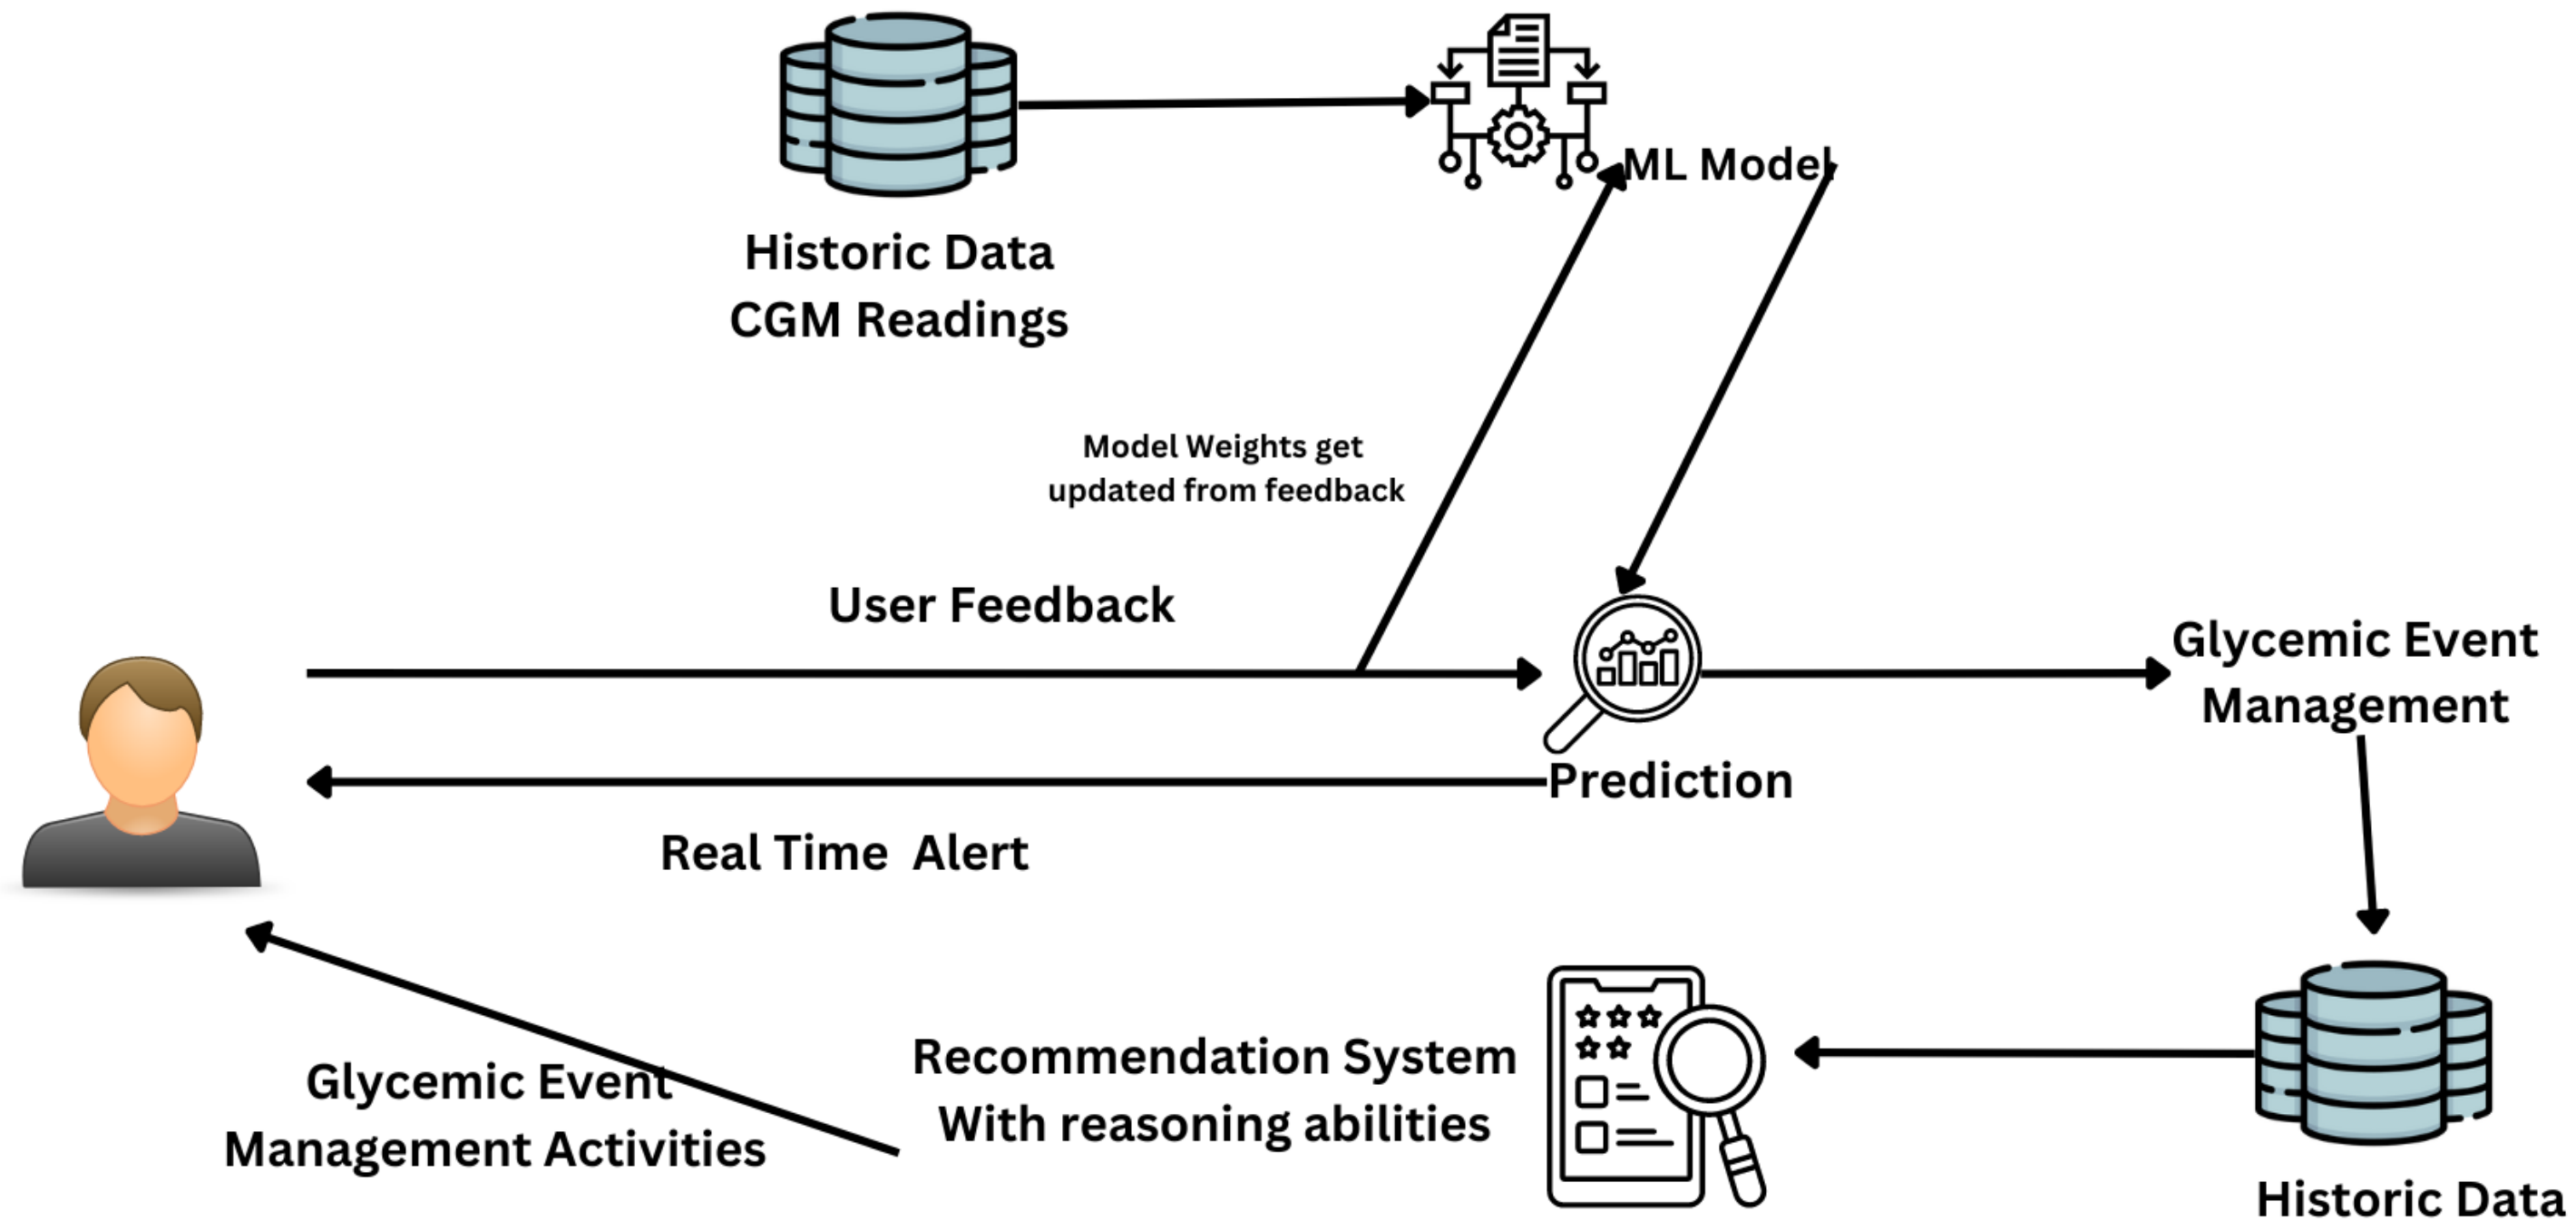 Historic Data
CGM Readings
ML Model
Model Weights get
updated from feedback
User Feedback
Glycemic Event
Management
Prediction
Real Time  Alert
Recommendation System
With reasoning abilities
Glycemic Event
Management Activities
Historic Data